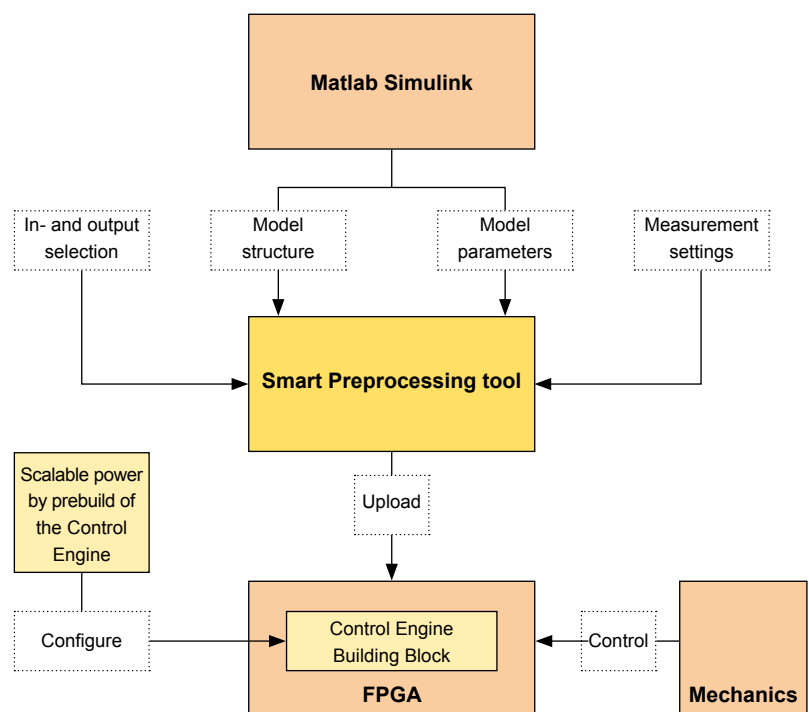 Matlab Simulink
In- and output
selection
Model
structure
Model
parameters
Measurement
settings
Smart Preprocessing tool
Scalable power
by prebuild of
the Control
Engine
Upload
Configure
Control Engine
Building Block
FPGA
Control
Mechanics